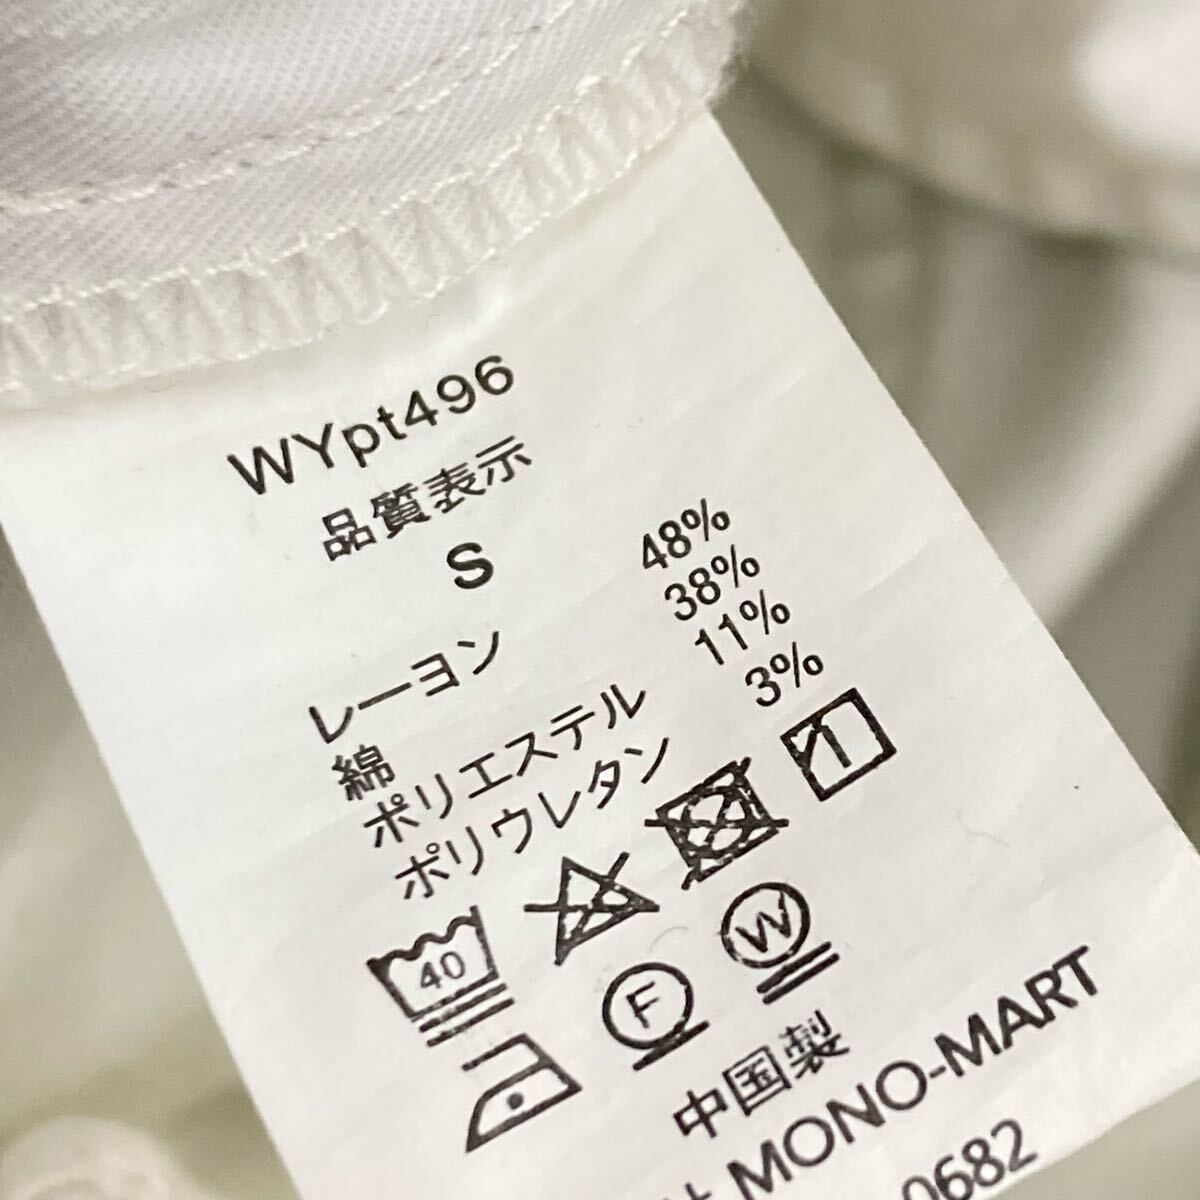 WYpt496
品質表示
S
レーヨン 48%
綿 38%
ポリエステル 11%
ポリウレタン 3%
40
F
W
中国製
MONO-MART
0682